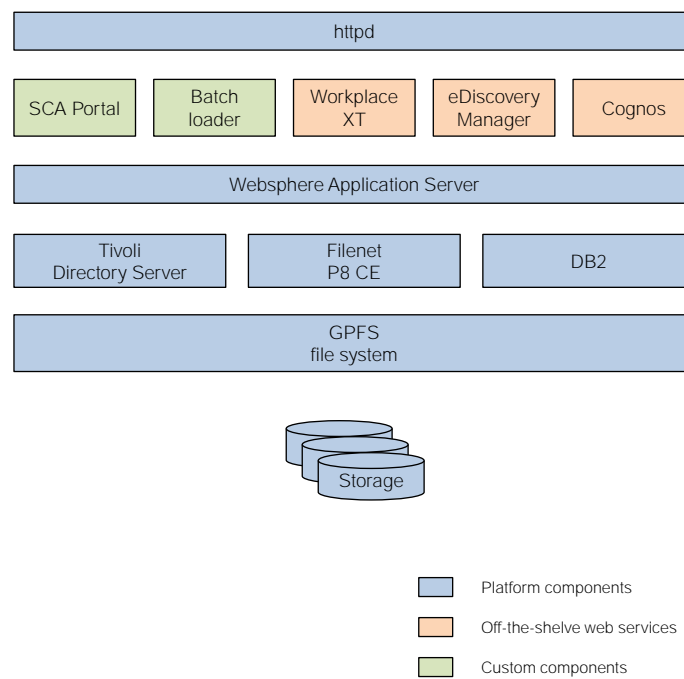 httpd
SCA Portal
Batch
loader
Workplace
XT
eDiscovery
Manager
Cognos
Websphere Application Server
Tivoli
Directory Server
Filenet
P8 CE
DB2
GPFS
file system
Storage
Platform components
Off-the-shelve web services
Custom components